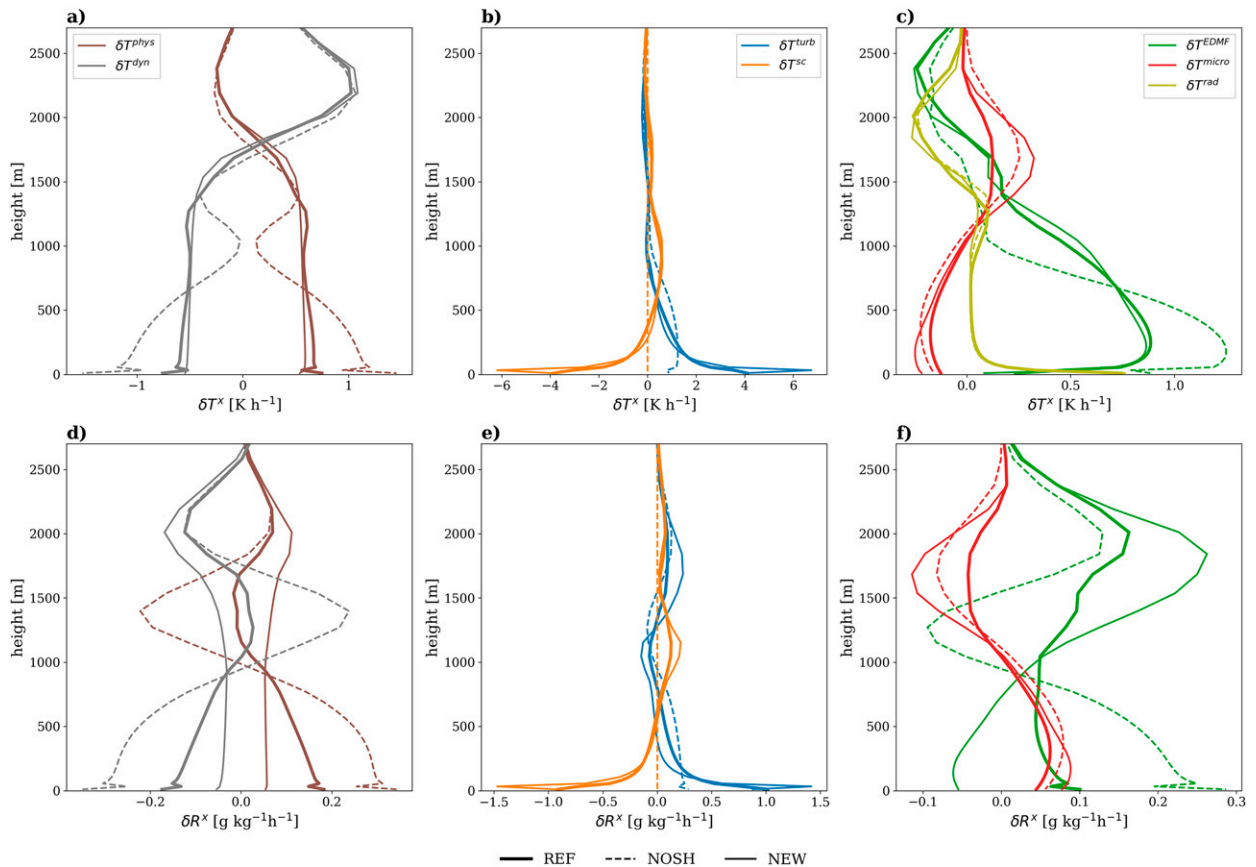 a)
2500
2000
1500
1000
500
0
height [m]
−1
0
1
δT^x [K h⁻¹]
δT^phys
δT^dyn
b)
2500
2000
1500
1000
500
0
height [m]
−6
−4
−2
0
2
4
6
δT^x [K h⁻¹]
δT^turb
δT^sc
c)
2500
2000
1500
1000
500
0
height [m]
0.0
0.5
1.0
δT^x [K h⁻¹]
δT^EDMF
δT^micro
δT^rad
d)
2500
2000
1500
1000
500
0
height [m]
−0.2
0.0
0.2
δR^x [g kg⁻¹h⁻¹]
e)
2500
2000
1500
1000
500
0
height [m]
−1.5
−1.0
−0.5
0.0
0.5
1.0
1.5
δR^x [g kg⁻¹h⁻¹]
f)
2500
2000
1500
1000
500
0
height [m]
−0.1
0.0
0.1
0.2
0.3
δR^x [g kg⁻¹h⁻¹]
REF NOSH NEW